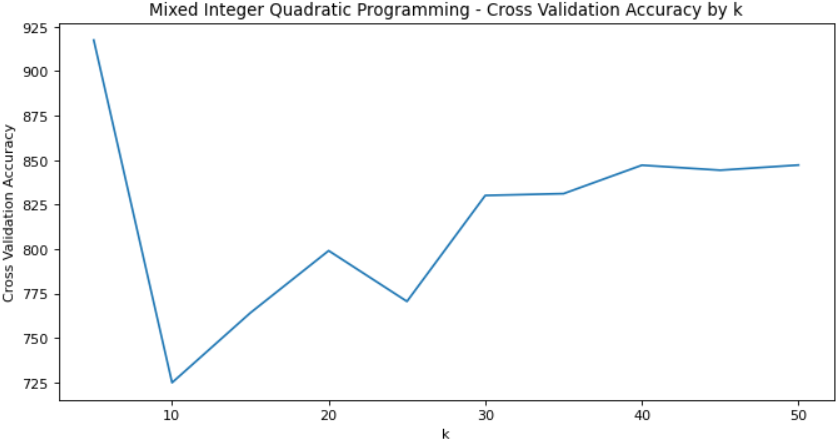 Mixed Integer Quadratic Programming - Cross Validation Accuracy by k
925
900
875
850
825
800
775
750
725
Cross Validation Accuracy
10 20 30 40 50
k